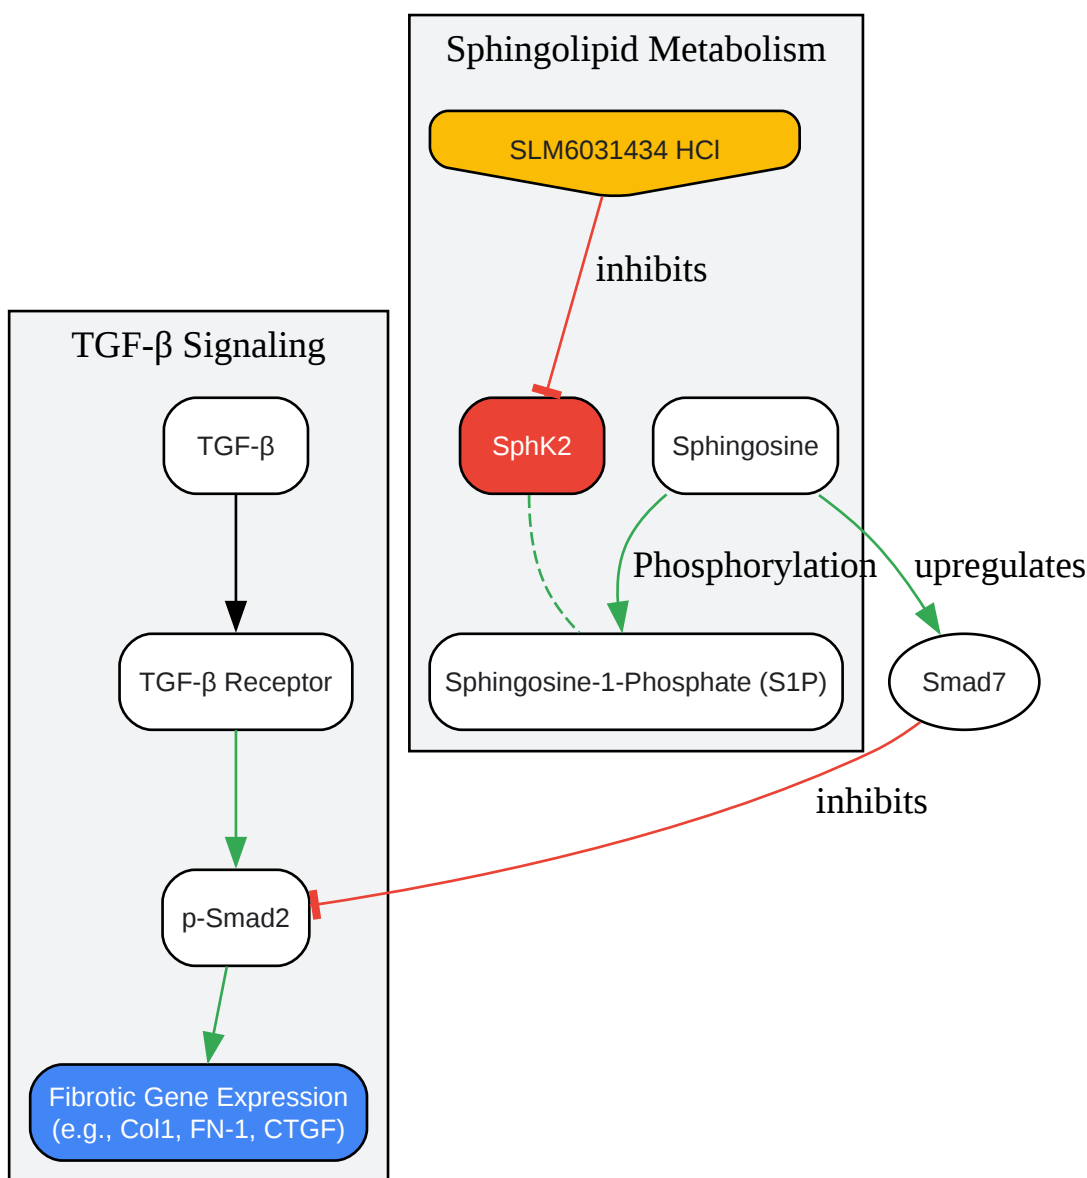 Sphingolipid Metabolism
SLM6031434 HCl
inhibits
TGF-β Signaling
TGF-β
SphK2
Sphingosine
Phosphorylation
upregulates
TGF-β Receptor
Sphingosine-1-Phosphate (S1P)
Smad7
inhibits
p-Smad2
Fibrotic Gene Expression
(e.g., Col1, FN-1, CTGF)